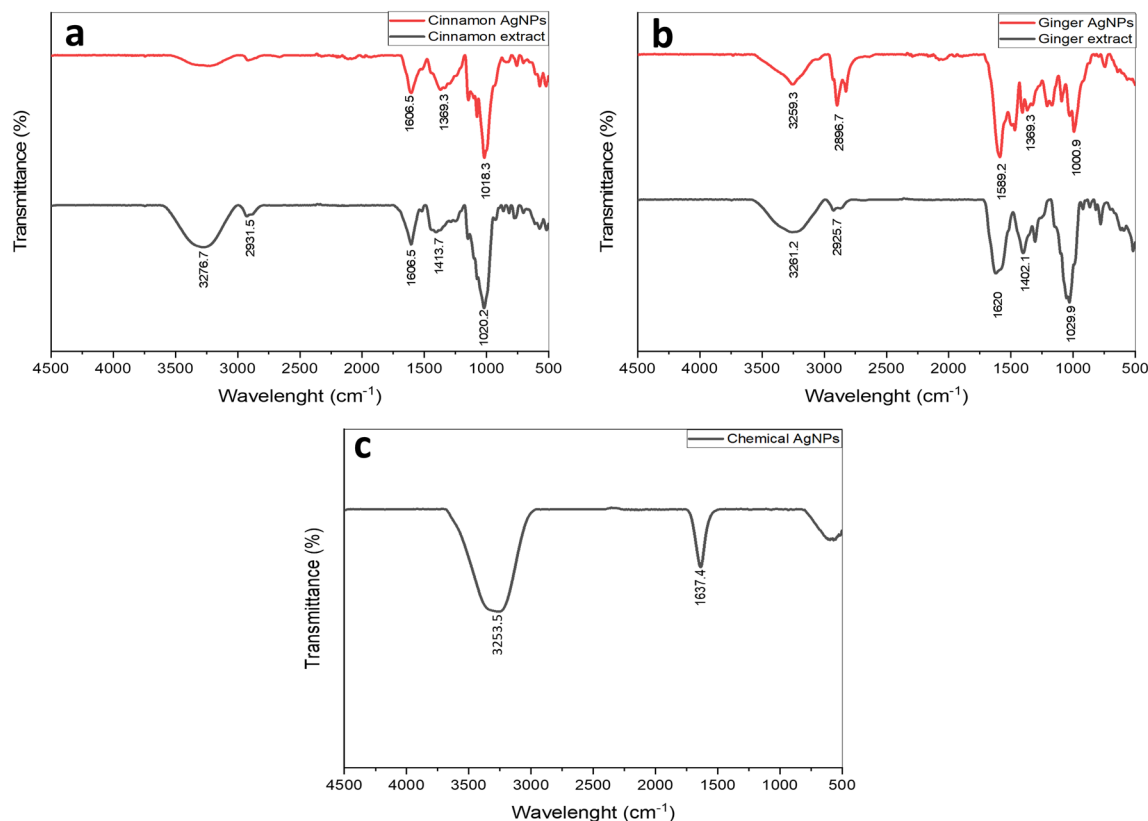 a
Cinnamon AgNPs
Cinnamon extract
Transmittance (%)
1606.5
1369.3
1018.3
3276.7
2931.5
1606.5
1413.7
1020.2
4500 4000 3500 3000 2500 2000 1500 1000 500
Wavelenght (cm⁻¹)
b
Ginger AgNPs
Ginger extract
Transmittance (%)
3259.3
2896.7
1589.2
1369.3
1000.9
3261.2
2925.7
1620
1402.1
1029.9
4500 4000 3500 3000 2500 2000 1500 1000 500
Wavelenght (cm⁻¹)
c
Chemical AgNPs
Transmittance (%)
3253.5
1637.4
4500 4000 3500 3000 2500 2000 1500 1000 500
Wavelenght (cm⁻¹)